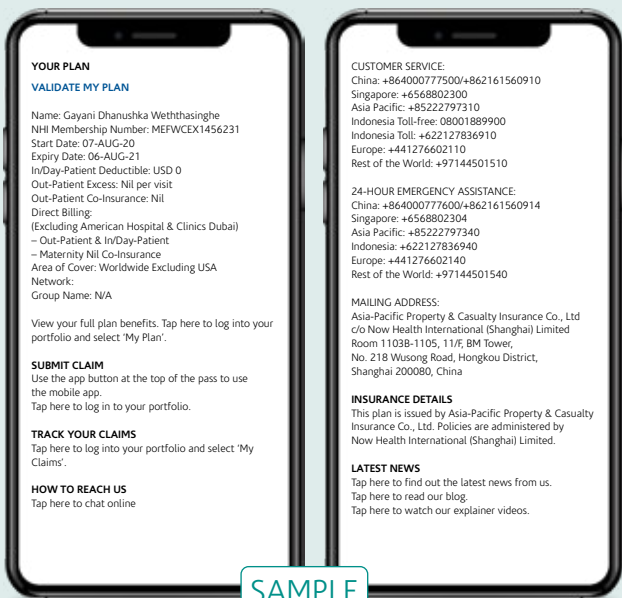 YOUR PLAN
VALIDATE MY PLAN
Name: Gayani Dhanushka Weththasinghe
NHI Membership Number: MEFWCEX1456231
Start Date: 07-AUG-20
Expiry Date: 06-AUG-21
In/Day-Patient Deductible: USD 0
Out-Patient Excess: Nil per visit
Out-Patient Co-Insurance: Nil
Direct Billing:
(Excluding American Hospital & Clinics Dubai)
– Out-Patient & In/Day-Patient
– Maternity Nil Co-Insurance
Area of Cover: Worldwide Excluding USA
Network:
Group Name: N/A
View your full plan benefits. Tap here to log into your
portfolio and select ‘My Plan’.
SUBMIT CLAIM
Use the app button at the top of the pass to use
the mobile app.
Tap here to log in to your portfolio.
TRACK YOUR CLAIMS
Tap here to log into your portfolio and select ‘My
Claims’.
HOW TO REACH US
Tap here to chat online
CUSTOMER SERVICE:
China: +864000777500/+862161560910
Singapore: +6568802300
Asia Pacific: +85222797310
Indonesia Toll-free: 08001889900
Indonesia Toll: +622127836910
Europe: +441276602110
Rest of the World: +97144501510
24-HOUR EMERGENCY ASSISTANCE:
China: +864000777600/+862161560914
Singapore: +6568802304
Asia Pacific: +85222797340
Indonesia: +622127836940
Europe: +441276602140
Rest of the World: +97144501540
MAILING ADDRESS:
Asia-Pacific Property & Casualty Insurance Co., Ltd
c/o Now Health International (Shanghai) Limited
Room 1103B-1105, 11/F, BM Tower,
No. 218 Wusong Road, Hongkou District,
Shanghai 200080, China
INSURANCE DETAILS
This plan is issued by Asia-Pacific Property & Casualty
Insurance Co., Ltd. Policies are administered by
Now Health International (Shanghai) Limited.
LATEST NEWS
Tap here to find out the latest news from us.
Tap here to read our blog.
Tap here to watch our explainer videos.
SAMPLE